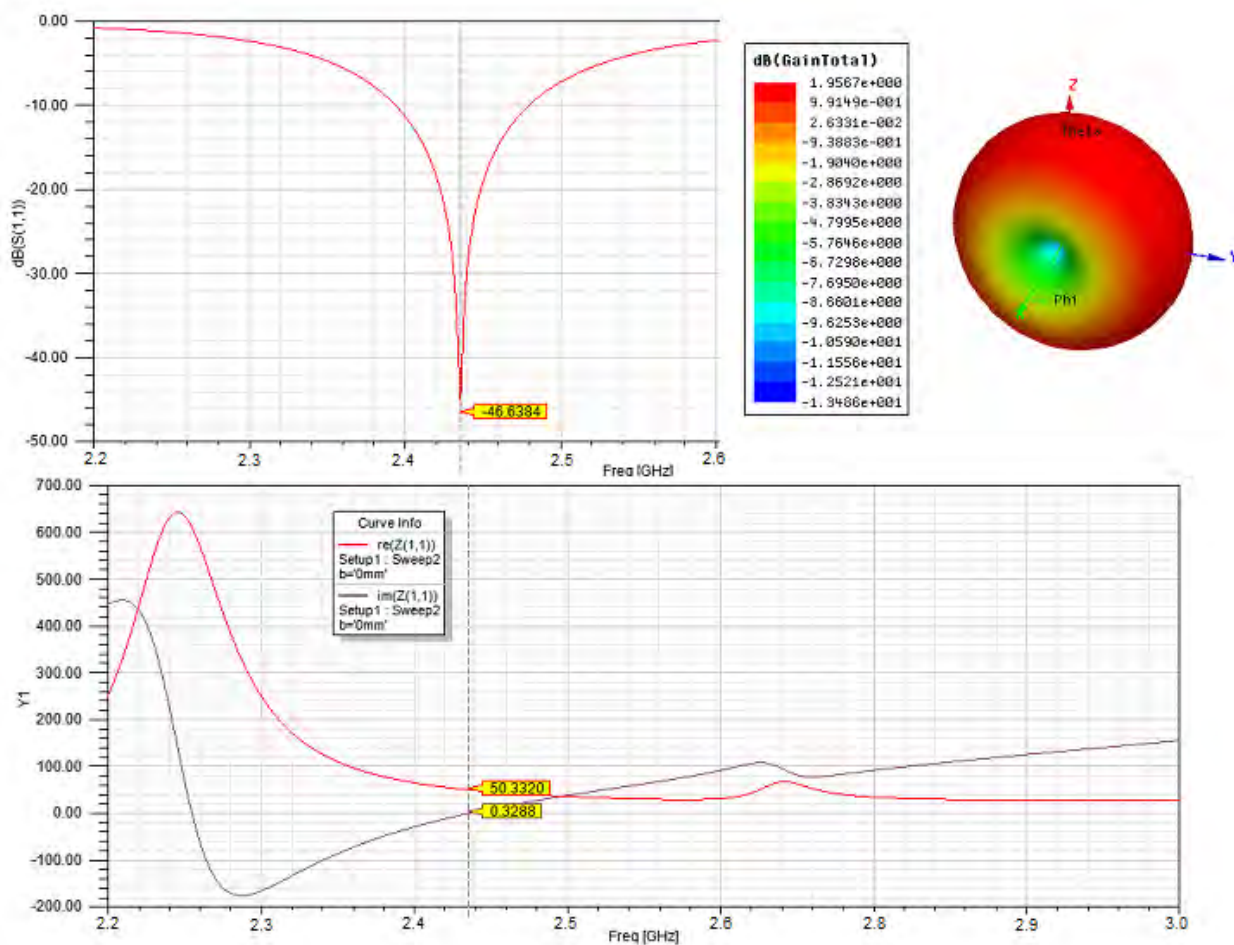 0.00
-10.00
-20.00
-30.00
-40.00
-50.00
dB(S(1,1))
-46.6384
2.2
2.3
2.4
2.5
2.6
Freq [GHz]
dB(GainTotal)
1.9567e+000
9.9149e-001
2.6331e-002
-9.3883e-001
-1.9040e+000
-2.8692e+000
-3.8343e+000
-4.7995e+000
-5.7646e+000
-6.7298e+000
-7.6950e+000
-8.6601e+000
-9.6253e+000
-1.0590e+001
-1.1556e+001
-1.2521e+001
-1.3486e+001
Z
Theta
Y
Phi
700.00
600.00
500.00
400.00
300.00
200.00
100.00
0.00
-100.00
-200.00
Y1
Curve Info
re(Z(1,1))
Setup1 : Sweep2
b='0mm'
im(Z(1,1))
Setup1 : Sweep2
b='0mm'
50.3320
0.3288
2.2
2.3
2.4
2.5
2.6
2.7
2.8
2.9
3.0
Freq [GHz]